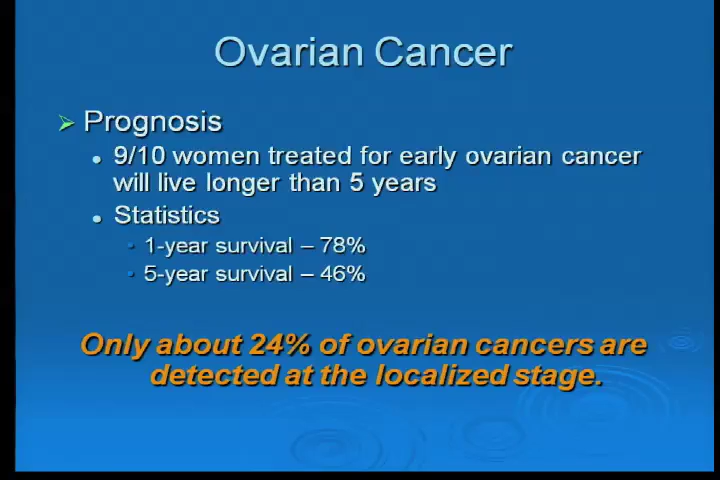 Ovarian Cancer
Prognosis
9/10 women treated for early ovarian cancer
will live longer than 5 years
Statistics
1-year survival – 78%
5-year survival – 46%
Only about 24% of ovarian cancers are
detected at the localized stage.